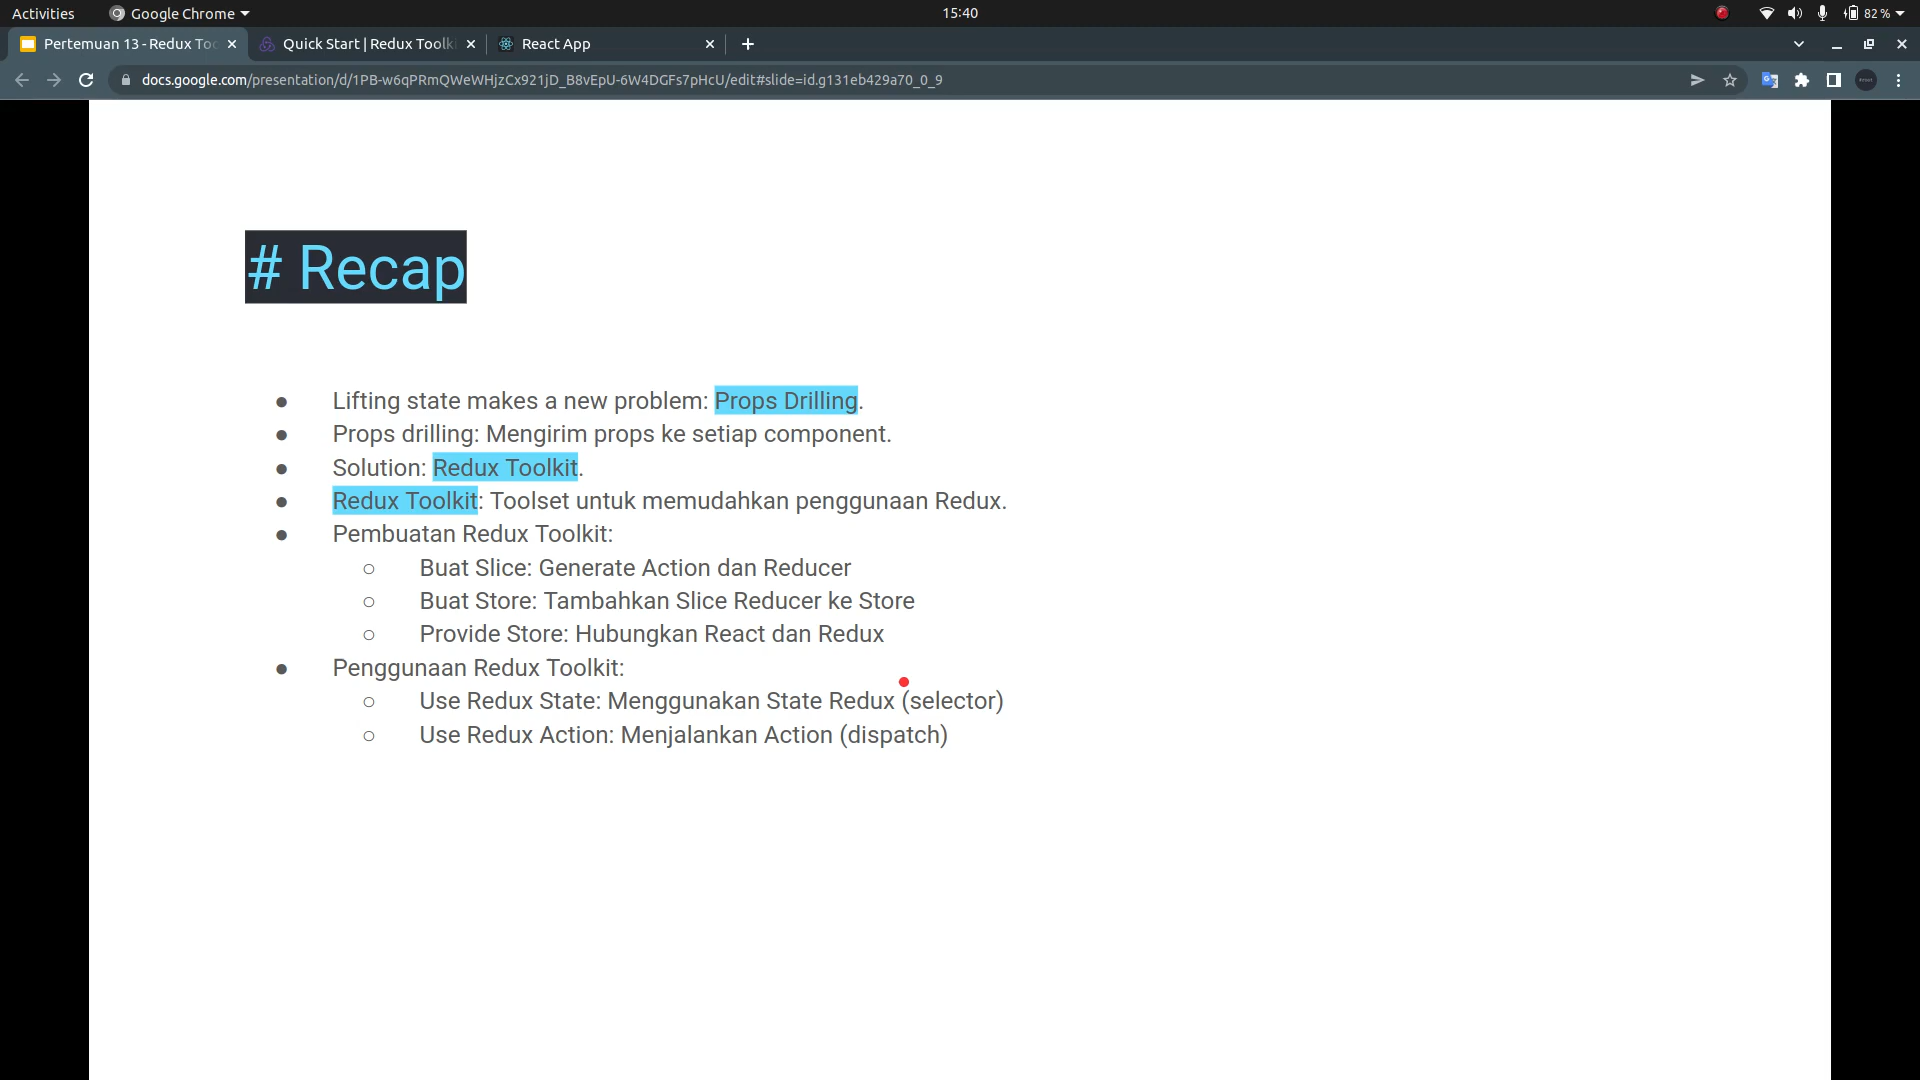 Activities
Google Chrome
15:40
82 %
Pertemuan 13 - Redux Too
Quick Start | Redux Toolki
React App
docs.google.com/presentation/d/1PB-w6qPRmQWeWHjzCx921jD_B8vEpU-6W4DGFs7pHcU/edit#slide=id.g131eb429a70_0_9
# Recap
● Lifting state makes a new problem: Props Drilling.
● Props drilling: Mengirim props ke setiap component.
● Solution: Redux Toolkit.
● Redux Toolkit: Toolset untuk memudahkan penggunaan Redux.
● Pembuatan Redux Toolkit:
○ Buat Slice: Generate Action dan Reducer
○ Buat Store: Tambahkan Slice Reducer ke Store
○ Provide Store: Hubungkan React dan Redux
● Penggunaan Redux Toolkit:
○ Use Redux State: Menggunakan State Redux (selector)
○ Use Redux Action: Menjalankan Action (dispatch)